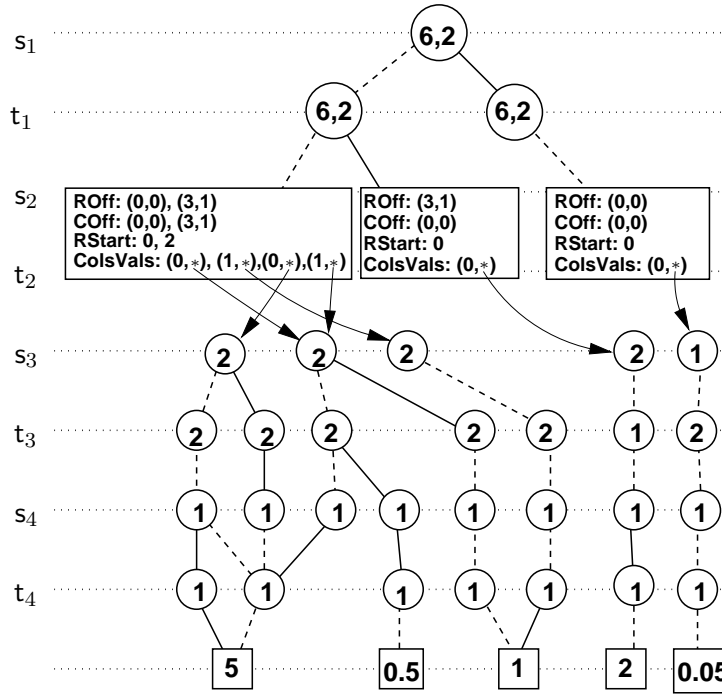 s1 6,2
t1 6,2 6,2
s2
ROff: (0,0), (3,1)
COff: (0,0), (3,1)
RStart: 0, 2
ColsVals: (0,*), (1,*),(0,*),(1,*)
ROff: (3,1)
COff: (0,0)
RStart: 0
ColsVals: (0,*)
ROff: (0,0)
COff: (0,0)
RStart: 0
ColsVals: (0,*)
t2
s3 2 2 2 2 1
t3 2 2 2 2 2 1 2
s4 1 1 1 1 1 1 1 1
t4 1 1 1 1 1 1 1
5 0.5 1 2 0.05